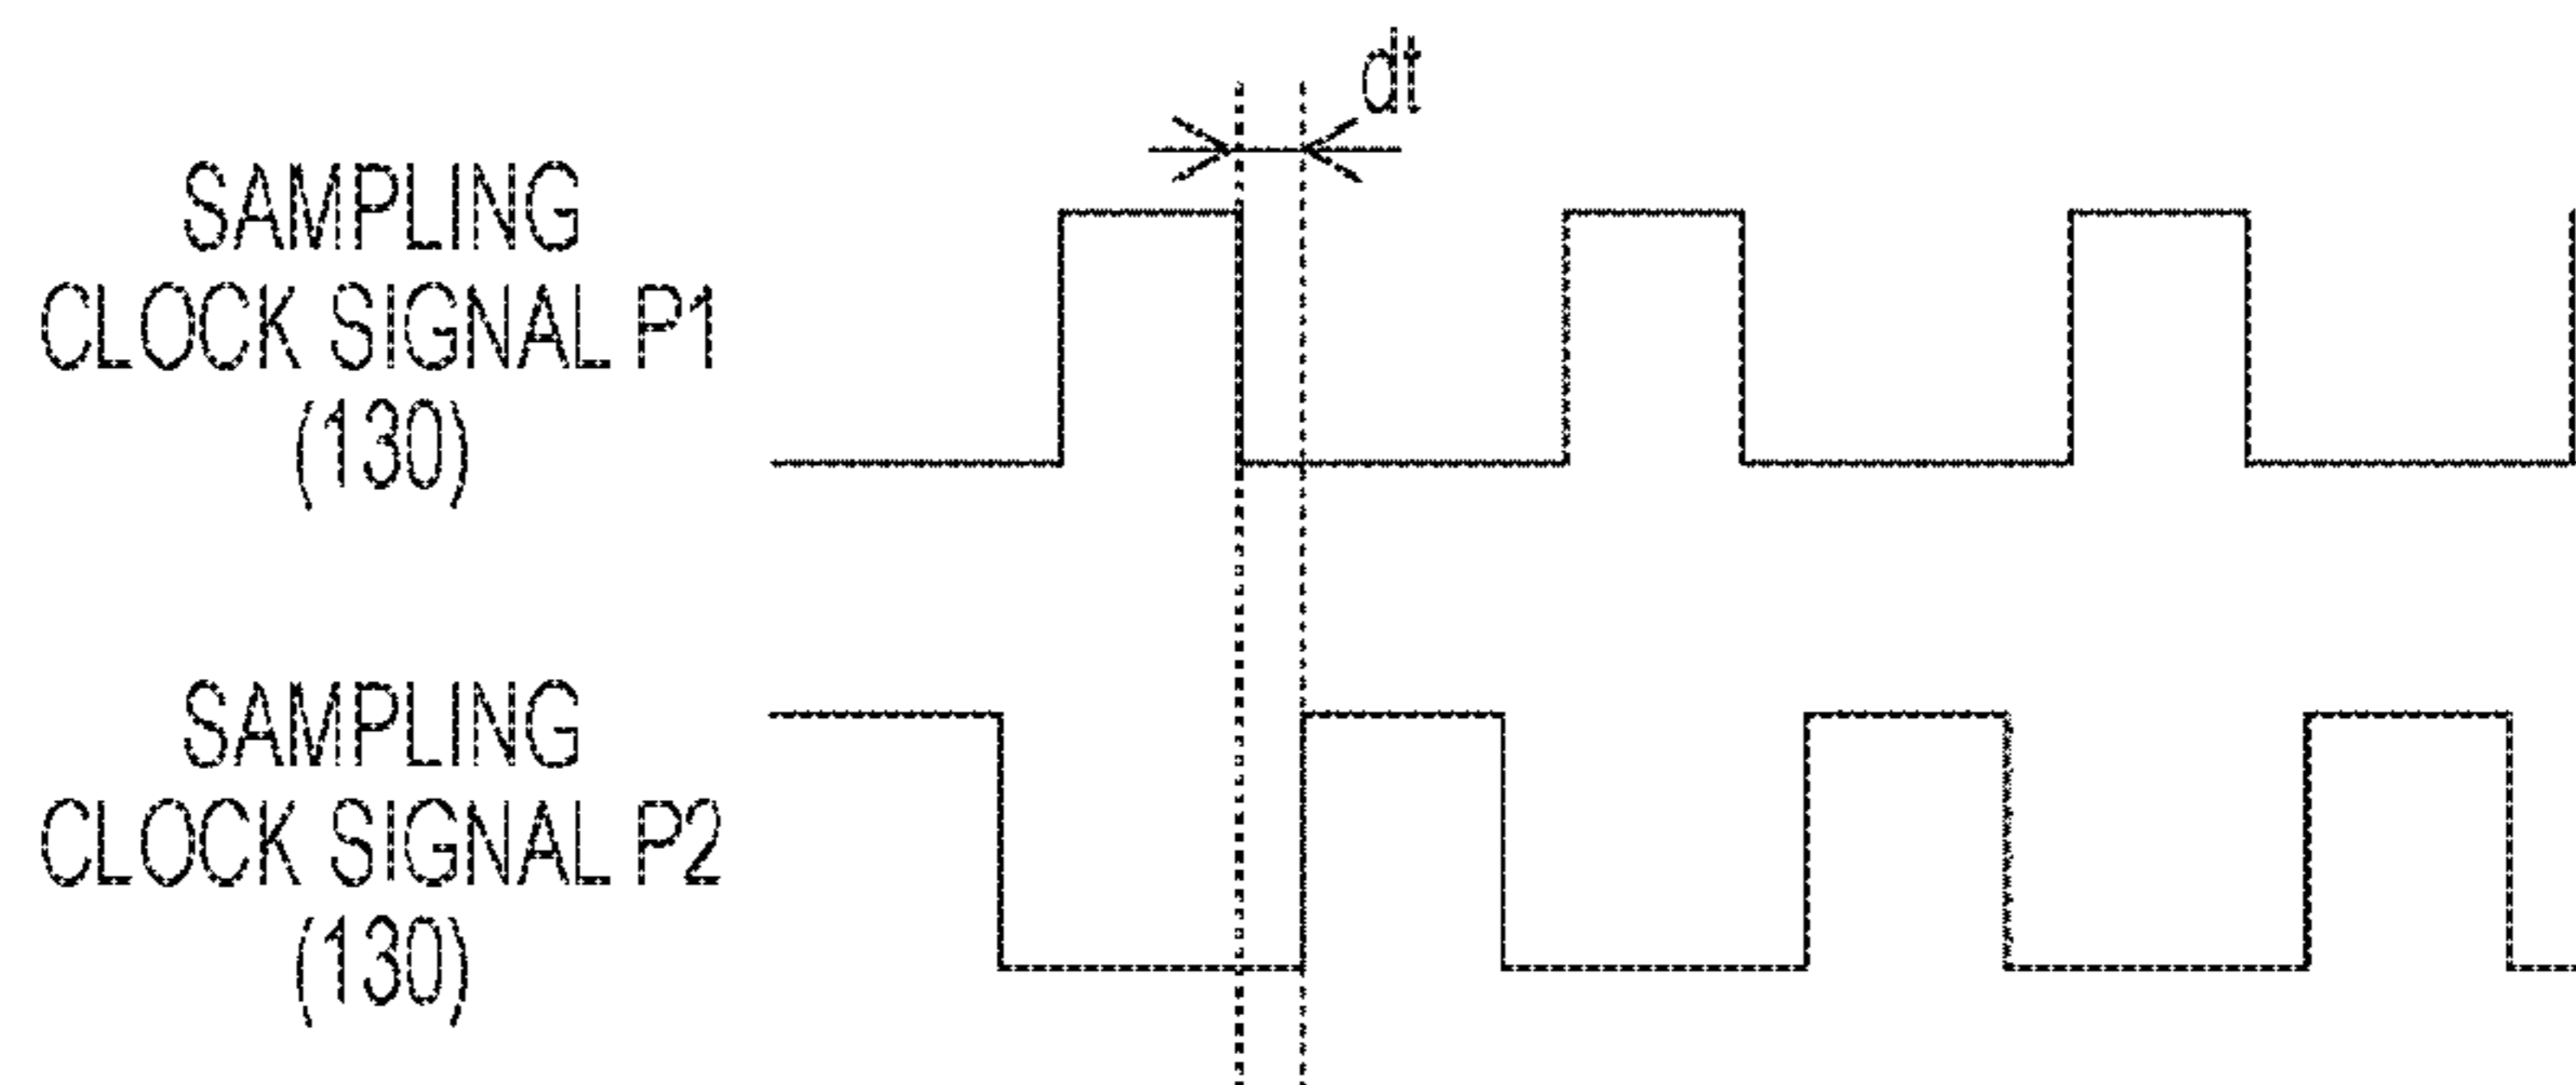 dt
SAMPLING
CLOCK SIGNAL P1
(130)
SAMPLING
CLOCK SIGNAL P2
(130)